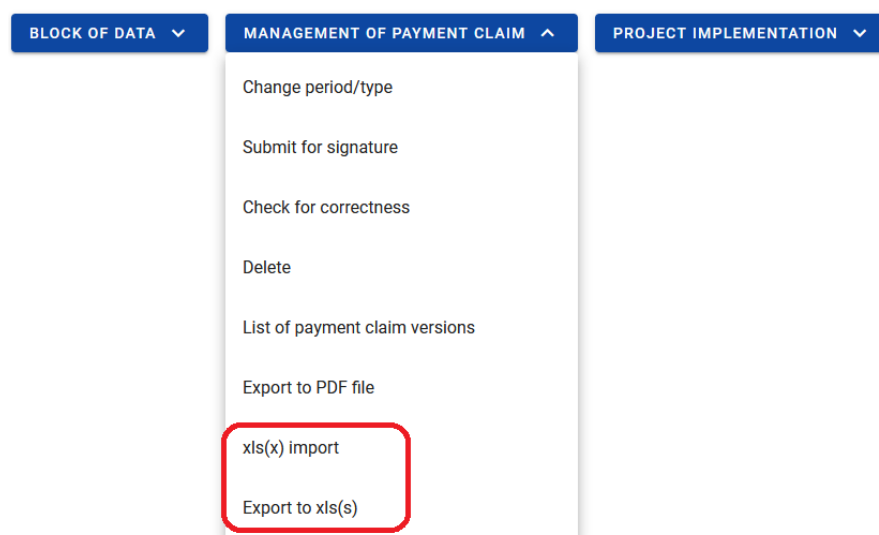 BLOCK OF DATA
MANAGEMENT OF PAYMENT CLAIM
PROJECT IMPLEMENTATION
Change period/type
Submit for signature
Check for correctness
Delete
List of payment claim versions
Export to PDF file
xls(x) import
Export to xls(s)